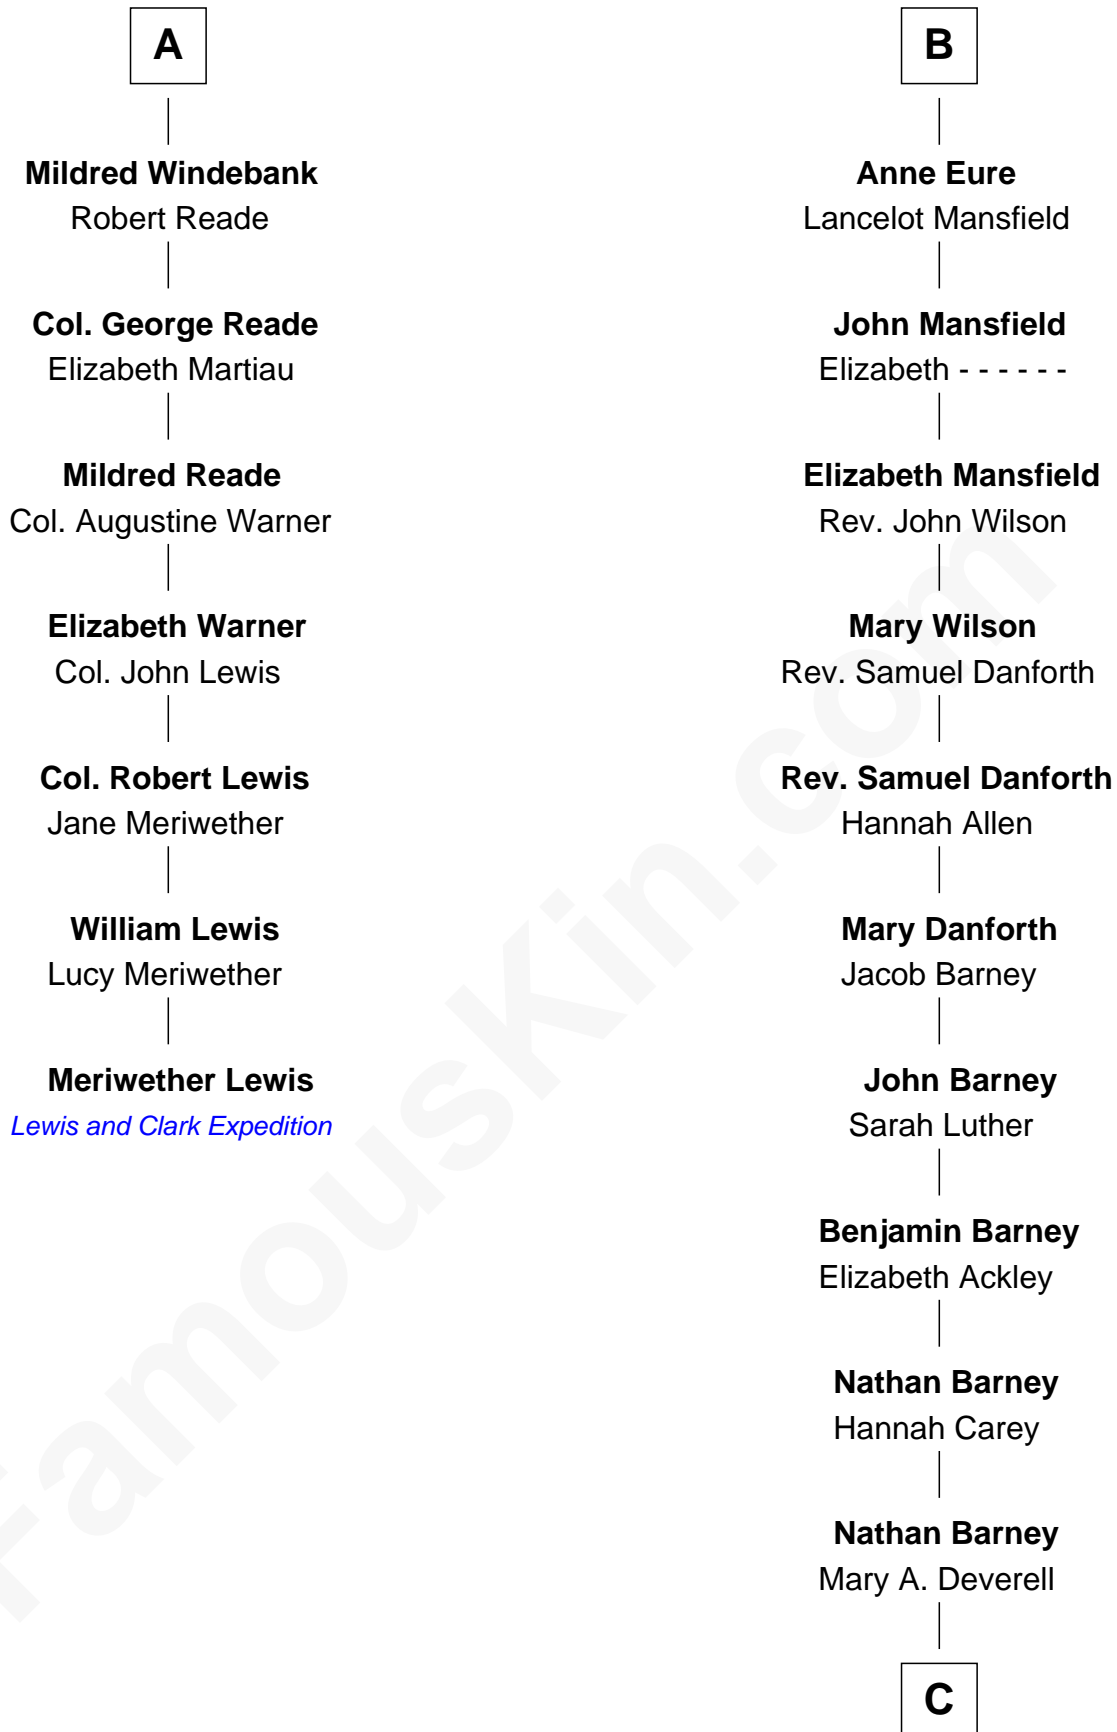 A
Mildred Windebank
Robert Reade
Col. George Reade
Elizabeth Martiau
Mildred Reade
Col. Augustine Warner
Elizabeth Warner
Col. John Lewis
Col. Robert Lewis
Jane Meriwether
William Lewis
Lucy Meriwether
Meriwether Lewis
Lewis and Clark Expedition
B
Anne Eure
Lancelot Mansfield
John Mansfield
Elizabeth - - - - - -
Elizabeth Mansfield
Rev. John Wilson
Mary Wilson
Rev. Samuel Danforth
Rev. Samuel Danforth
Hannah Allen
Mary Danforth
Jacob Barney
John Barney
Sarah Luther
Benjamin Barney
Elizabeth Ackley
Nathan Barney
Hannah Carey
Nathan Barney
Mary A. Deverell
C
FamousKin.com